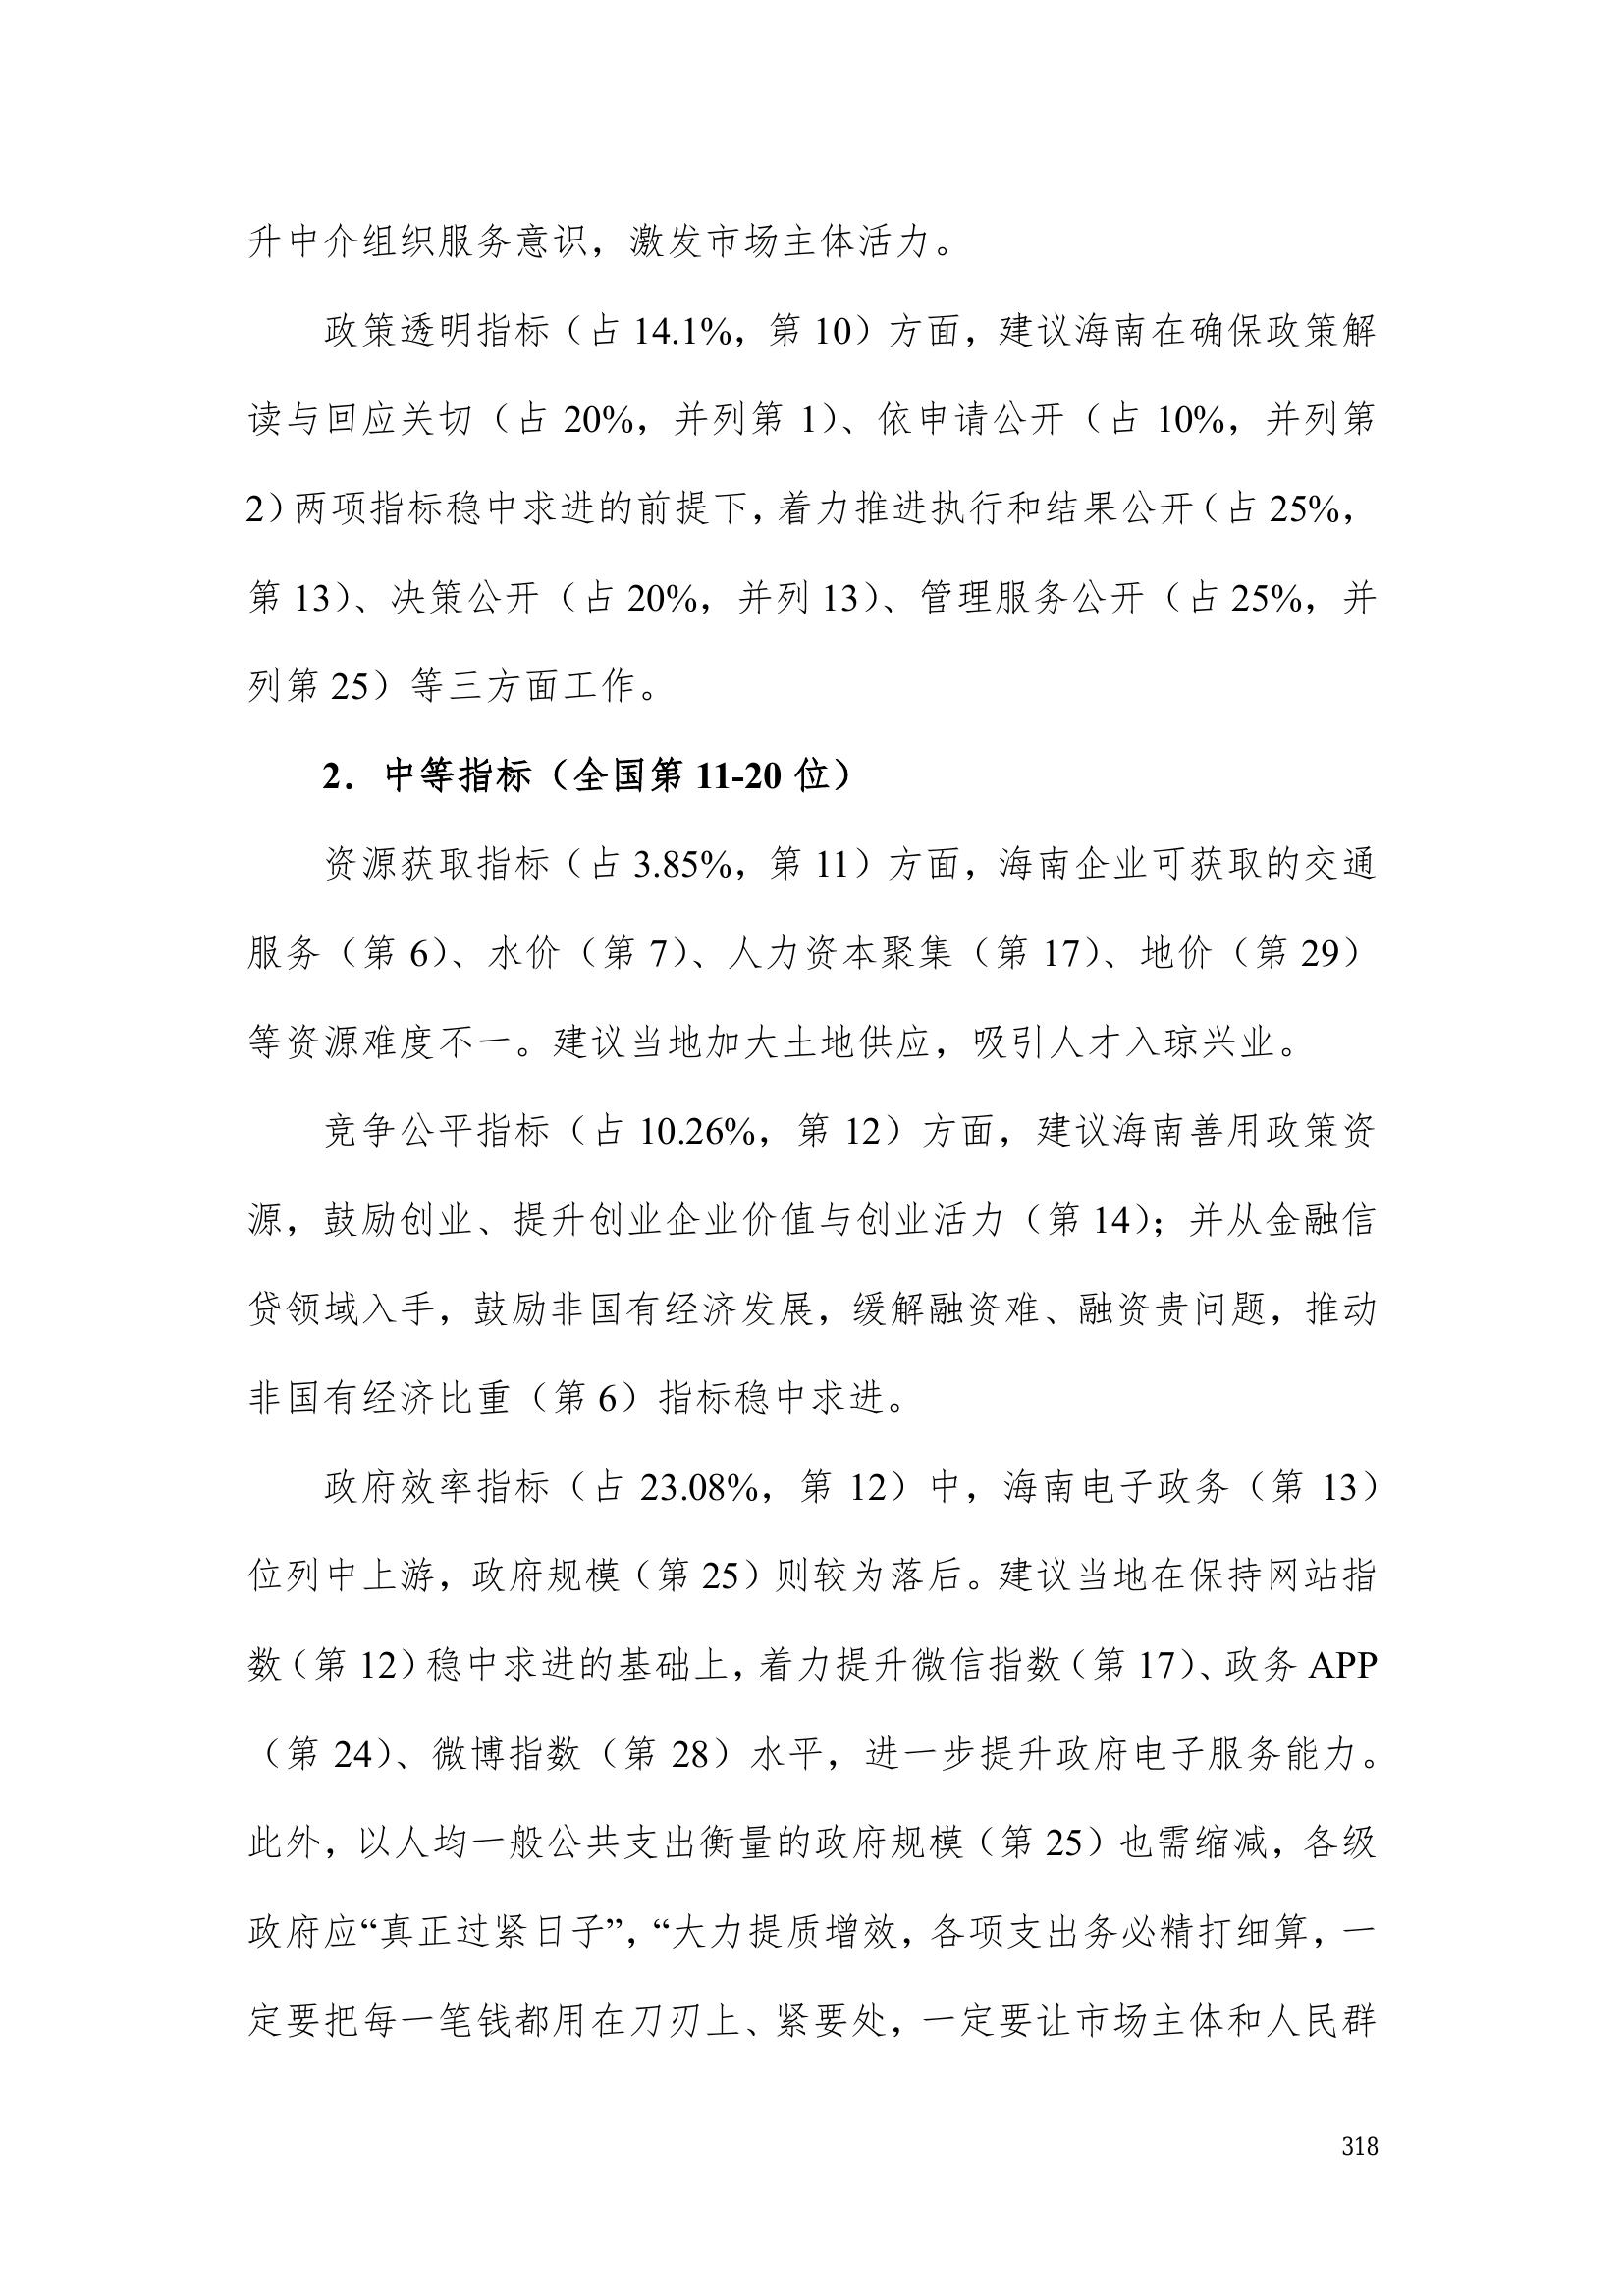 升中介组织服务意识，激发市场主体活力。
政策透明指标（占 14.1%，第 10）方面，建议海南在确保政策解
读与回应关切（占 20%，并列第 1）、依申请公开（占 10%，并列第
2）两项指标稳中求进的前提下，着力推进执行和结果公开（占 25%，
第 13）、决策公开（占 20%，并列 13）、管理服务公开（占 25%，并
列第 25）等三方面工作。
2．中等指标（全国第 11-20 位）
资源获取指标（占 3.85%，第 11）方面，海南企业可获取的交通
服务（第 6）、水价（第 7）、人力资本聚集（第 17）、地价（第 29）
等资源难度不一。建议当地加大土地供应，吸引人才入琼兴业。
竞争公平指标（占 10.26%，第 12）方面，建议海南善用政策资
源，鼓励创业、提升创业企业价值与创业活力（第 14）；并从金融信
贷领域入手，鼓励非国有经济发展，缓解融资难、融资贵问题，推动
非国有经济比重（第 6）指标稳中求进。
政府效率指标（占 23.08%，第 12）中，海南电子政务（第 13）
位列中上游，政府规模（第 25）则较为落后。建议当地在保持网站指
数（第 12）稳中求进的基础上，着力提升微信指数（第 17）、政务 APP
（第 24）、微博指数（第 28）水平，进一步提升政府电子服务能力。
此外，以人均一般公共支出衡量的政府规模（第 25）也需缩减，各级
政府应“真正过紧日子”，“大力提质增效，各项支出务必精打细算，一
定要把每一笔钱都用在刀刃上、紧要处，一定要让市场主体和人民群
318